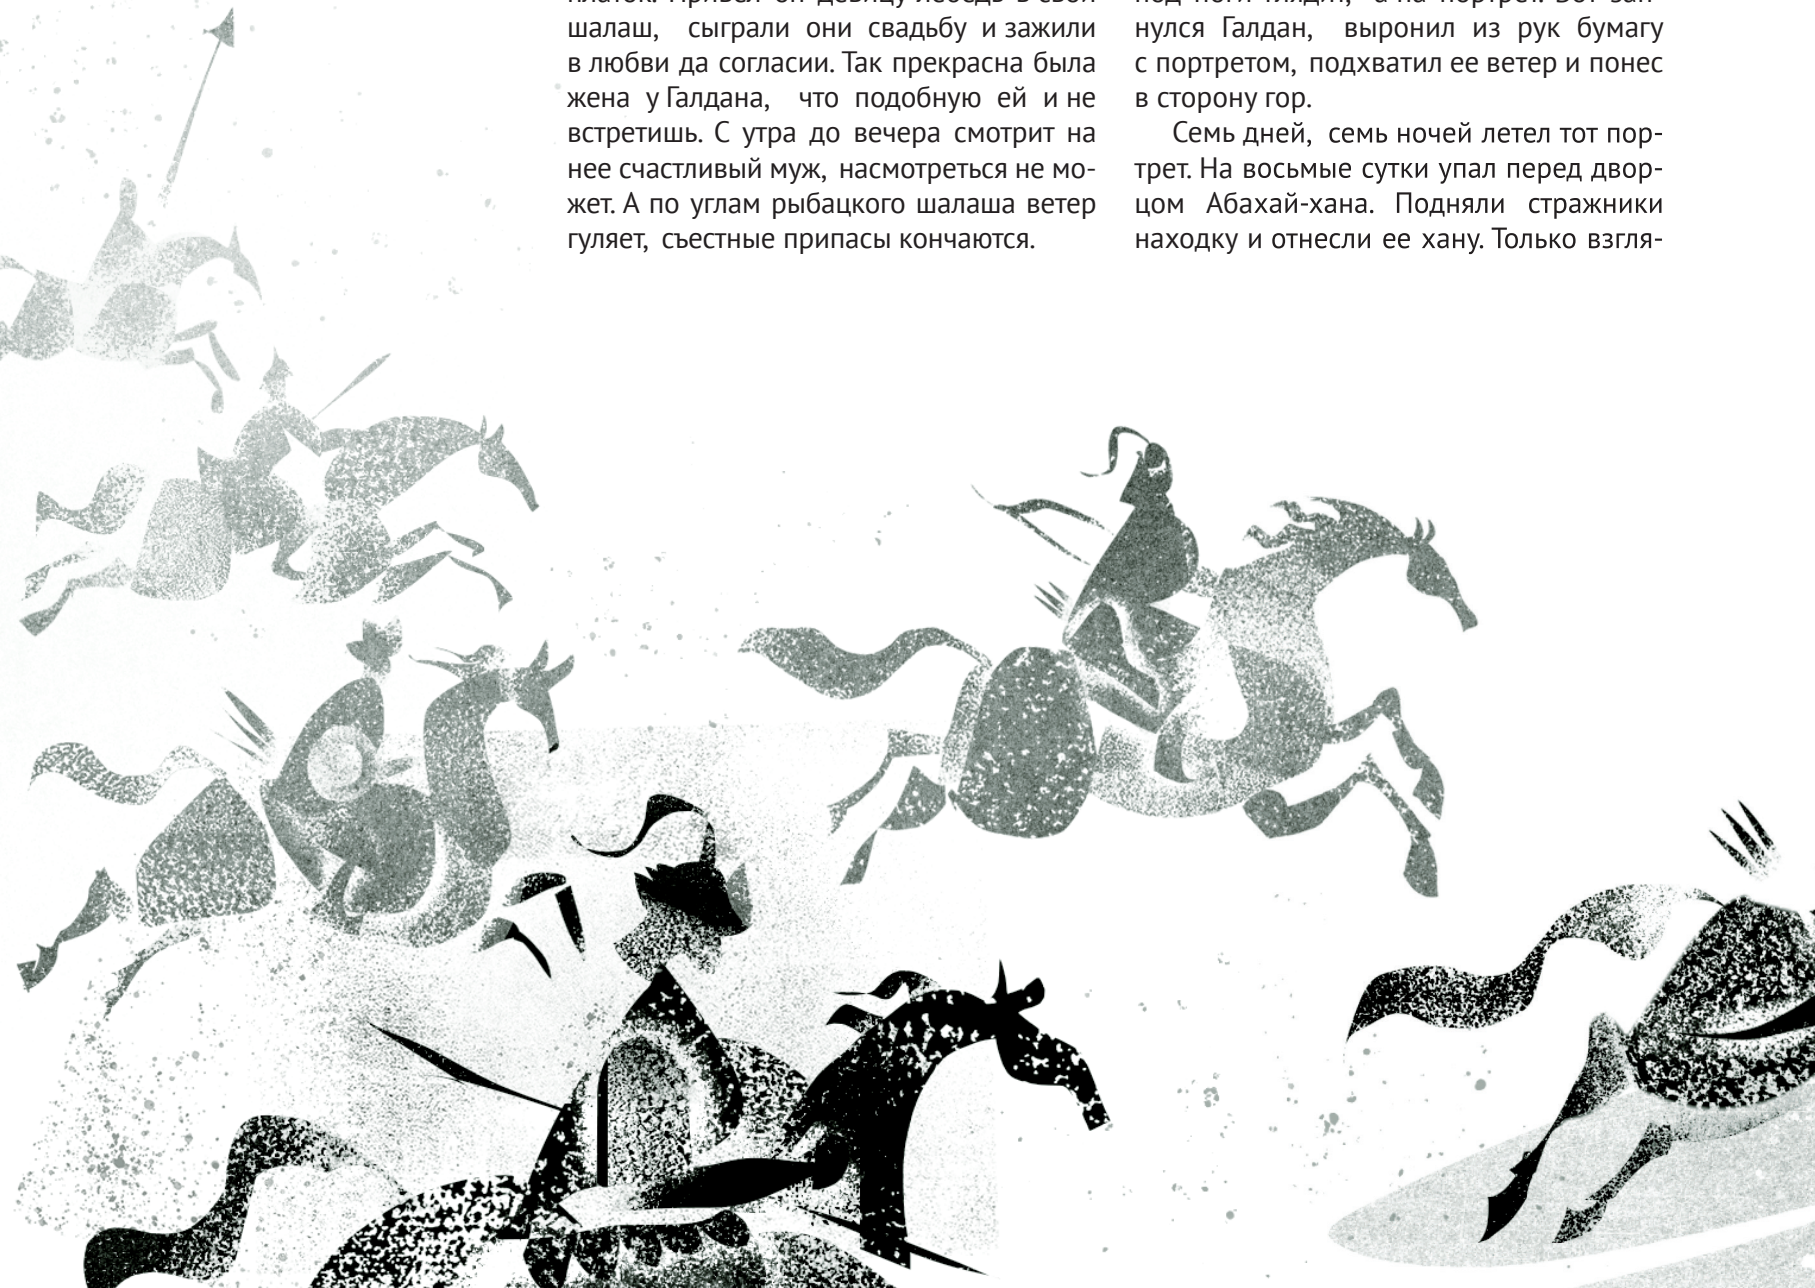 шалаш, сыграли они свадьбу и зажили
в любви да согласии. Так прекрасна была
жена у Галдана, что подобную ей и не
встретишь. С утра до вечера смотрит на
нее счастливый муж, насмотреться не мо-
жет. А по углам рыбацкого шалаша ветер
гуляет, съестные припасы кончаются.
нулся Галдан, выронил из рук бумагу
с портретом, подхватил ее ветер и понес
в сторону гор.
Семь дней, семь ночей летел тот пор-
трет. На восьмые сутки упал перед двор-
цом Абахай-хана. Подняли стражники
находку и отнесли ее хану. Только взгля-